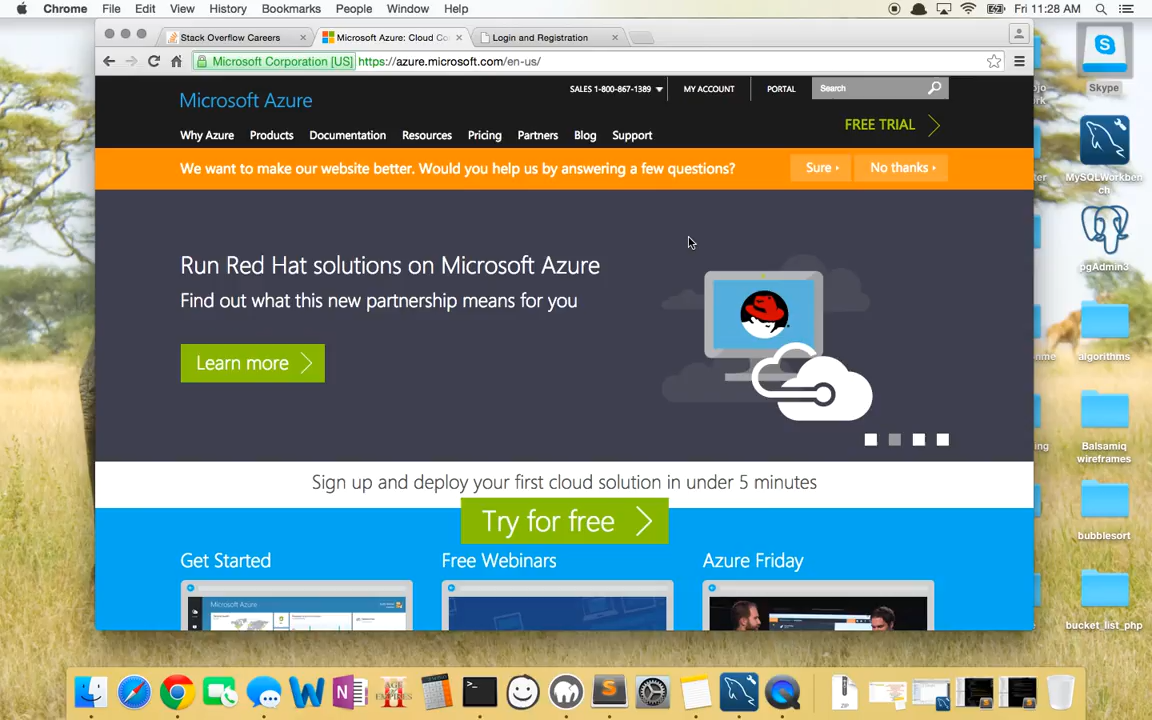 Chrome File Edit View History Bookmarks People Window Help Fri 11:28 AM
Stack Overflow Careers Microsoft Azure: Cloud Co Login and Registration
Microsoft Corporation [US] https://azure.microsoft.com/en-us/
SALES 1-800-867-1389 MY ACCOUNT PORTAL Search
Microsoft Azure
FREE TRIAL
Why Azure Products Documentation Resources Pricing Partners Blog Support
We want to make our website better. Would you help us by answering a few questions? Sure No thanks
Run Red Hat solutions on Microsoft Azure
Find out what this new partnership means for you
Learn more
Sign up and deploy your first cloud solution in under 5 minutes
Try for free
Get Started Free Webinars Azure Friday
Microsoft Azure
Skype
MySQLWorkben
ch
pgAdmin3
algorithms
Balsamiq
wireframes
bubblesort
bucket_list_php
AGE OF
EMPIRES
ZIP